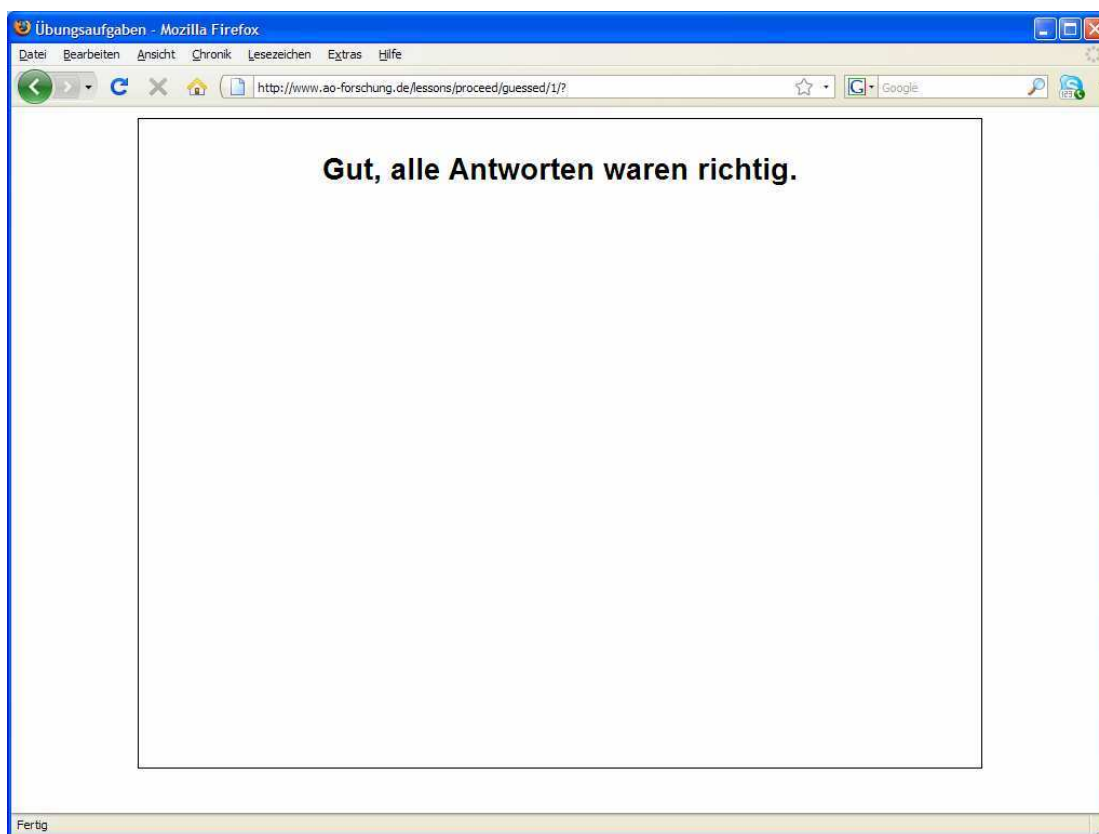 Übungsaufgaben - Mozilla Firefox
Datei Bearbeiten Ansicht Chronik Lesezeichen Extras Hilfe
http://www.ao-forschung.de/lessons/proceed/guessed/1/? G Google
Gut, alle Antworten waren richtig.
Fertig